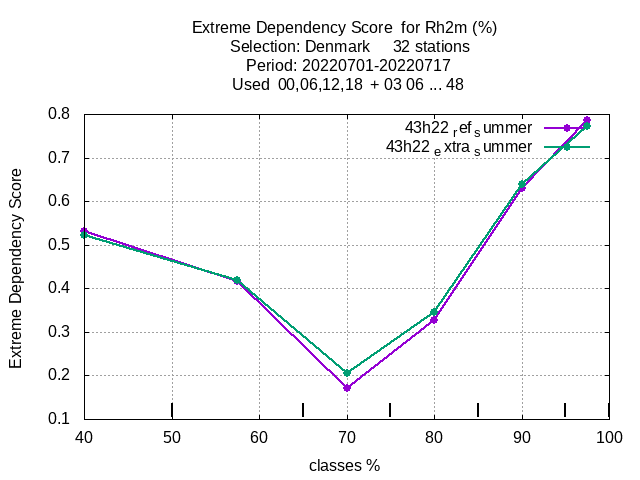 Extreme Dependency Score for Rh2m (%)
Selection: Denmark 32 stations
Period: 20220701-20220717
Used 00,06,12,18 + 03 06 ... 48
43h22 ref summer
43h22 extra summer
Extreme Dependency Score
0.8
0.7
0.6
0.5
0.4
0.3
0.2
0.1
40 50 60 70 80 90 100
classes %